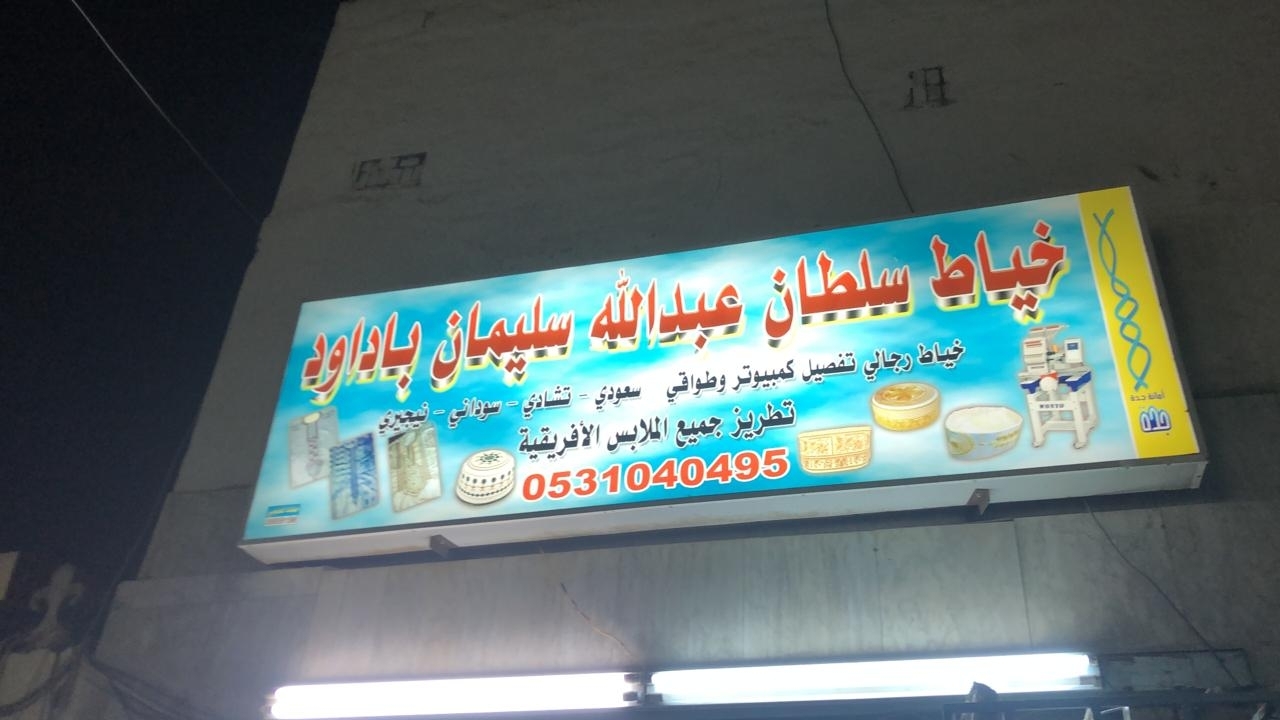 خياط سلطان عبدالله سليمان باداود
خياط رجالي تفصيل كمبيوتر وطواقي سعودي - تشادي - سوداني - نيجيري
تطريز جميع الملابس الأفريقية
0531040495
أمانة جدة
جدة